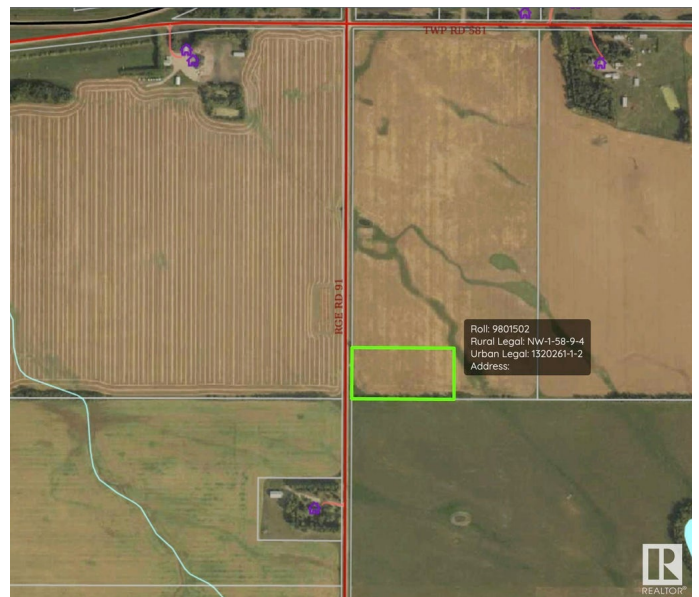 TWP RD 581
RGE RD 91
Roll: 9801502
Rural Legal: NW-1-58-9-4
Urban Legal: 1320261-1-2
Address:
R
REALTOR®